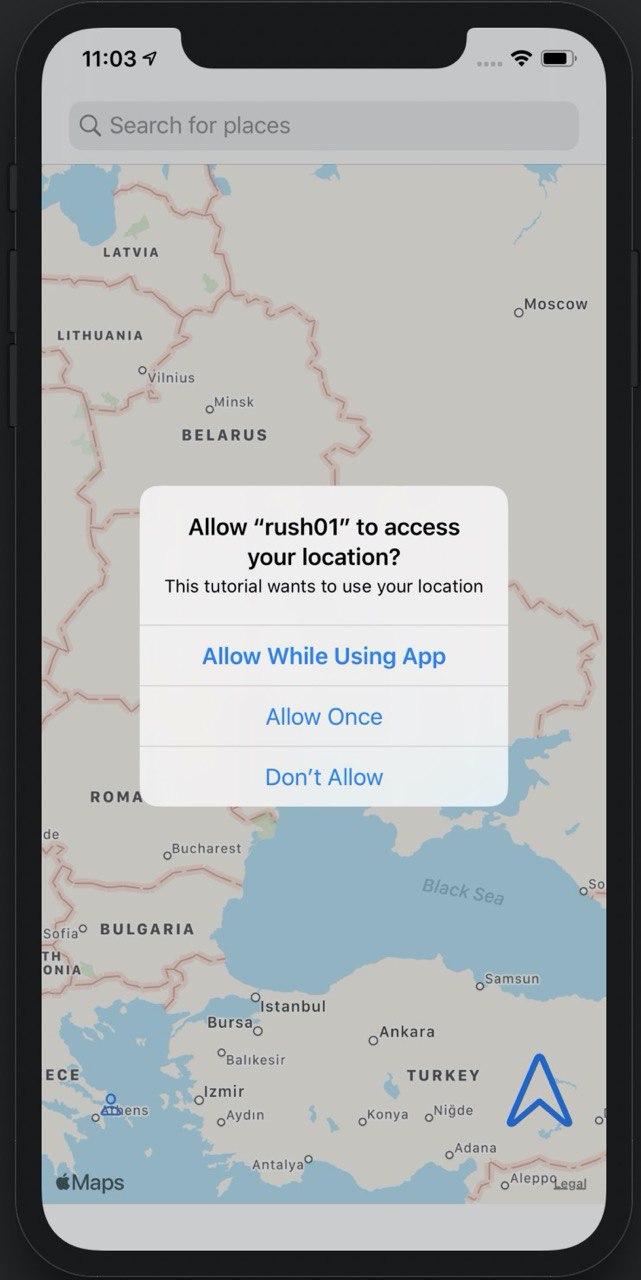 11:03
Search for places
LATVIA
Moscow
LITHUANIA
Vilnius
Minsk
BELARUS
Allow “rush01” to access
your location?
This tutorial wants to use your location
Allow While Using App
Allow Once
Don’t Allow
ROMA
de
Bucharest
Black Sea
So
Sofia
BULGARIA
TH
ONIA
Samsun
Istanbul
Bursa
Ankara
Balıkesir
ECE
TURKEY
Izmir
Athens
Aydın
Konya
Niğde
Adana
Antalya
Aleppo
Maps
Legal